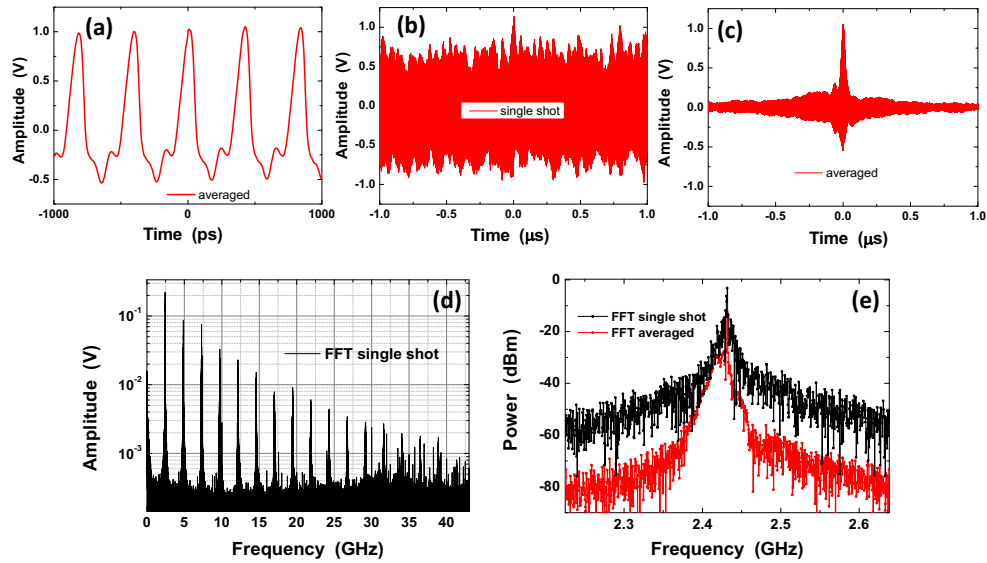 (a)
Amplitude (V)
1.0
0.5
0.0
-0.5
averaged
-1000
0
1000
Time (ps)
(b)
Amplitude (V)
1.0
0.5
0.0
-0.5
-1.0
single shot
-1.0
-0.5
0.0
0.5
1.0
Time (μs)
(c)
Amplitude (V)
1.0
0.5
0.0
-0.5
-1.0
averaged
-1.0
-0.5
0.0
0.5
1.0
Time (μs)
(d)
Amplitude (V)
10-1
10-2
10-3
FFT single shot
0
5
10
15
20
25
30
35
40
Frequency (GHz)
(e)
Power (dBm)
-20
-40
-60
-80
FFT single shot
FFT averaged
2.3
2.4
2.5
2.6
Frequency (GHz)